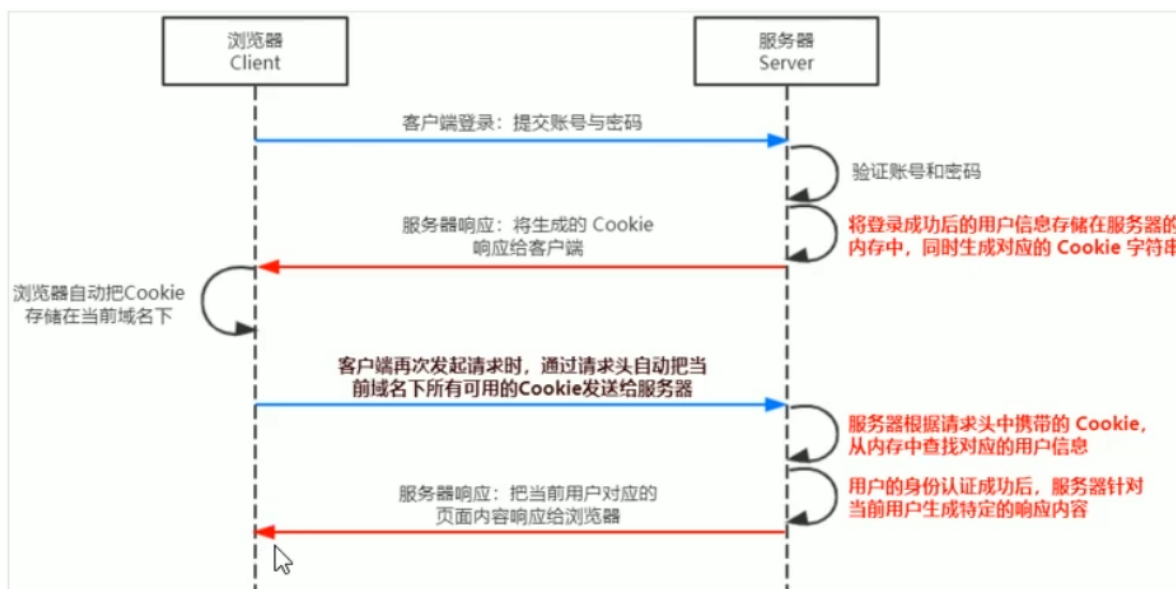 浏览器
Client
服务器
Server
客户端登录：提交账号与密码
验证账号和密码
服务器响应：将生成的 Cookie
响应给客户端
将登录成功后的用户信息存储在服务器的
内存中，同时生成对应的 Cookie 字符串
浏览器自动把Cookie
存储在当前域名下
客户端再次发起请求时，通过请求头自动把当
前域名下所有可用的Cookie发送给服务器
服务器根据请求头中携带的 Cookie，
从内存中查找对应的用户信息
服务器响应：把当前用户对应的
页面内容响应给浏览器
用户的身份认证成功后，服务器针对
当前用户生成特定的响应内容